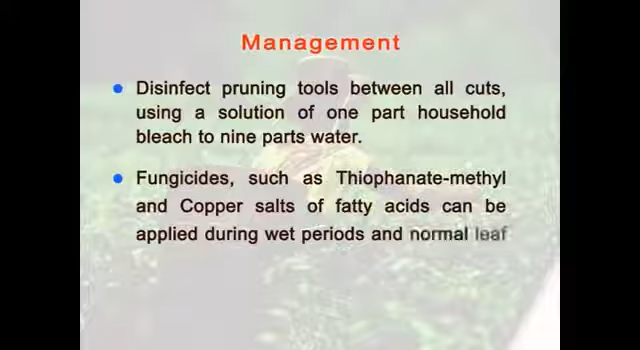 Management
Disinfect pruning tools between all cuts,
using a solution of one part household
bleach to nine parts water.
Fungicides, such as Thiophanate-methyl
and Copper salts of fatty acids can be
applied during wet periods and normal leaf